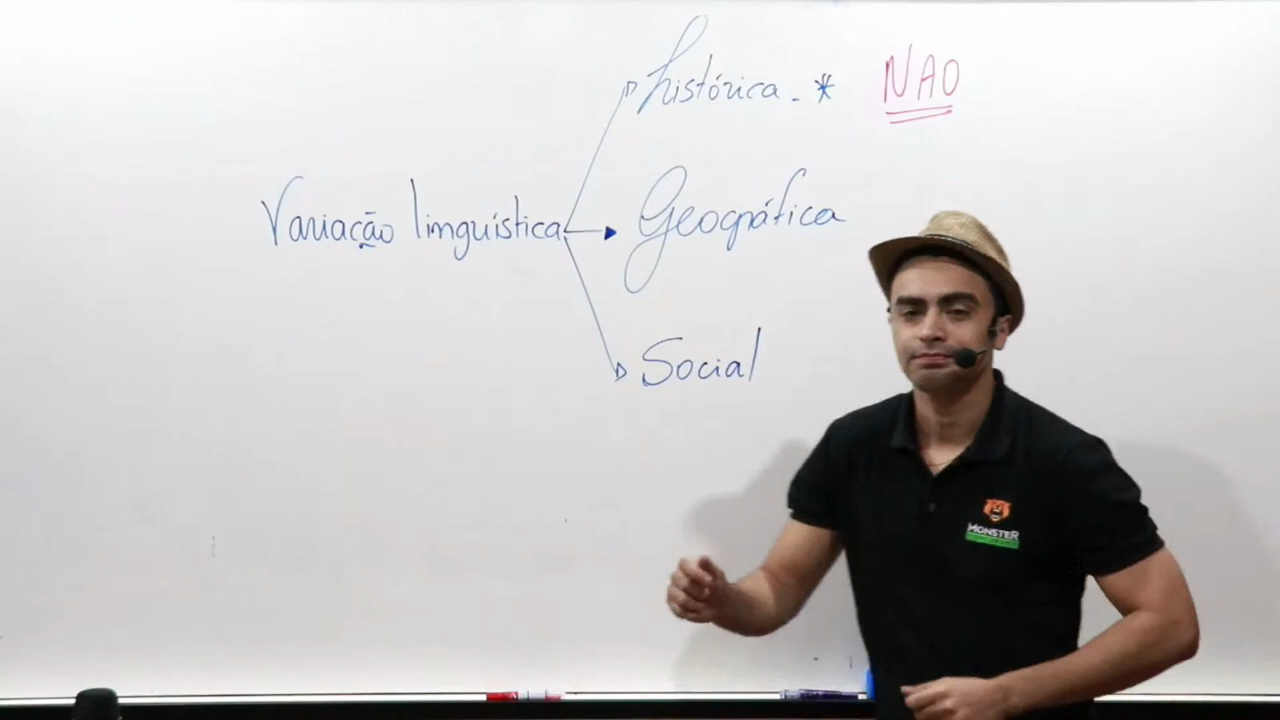 histórica - * NAO
Variação linguística
Geográfica
Social
MONSTER